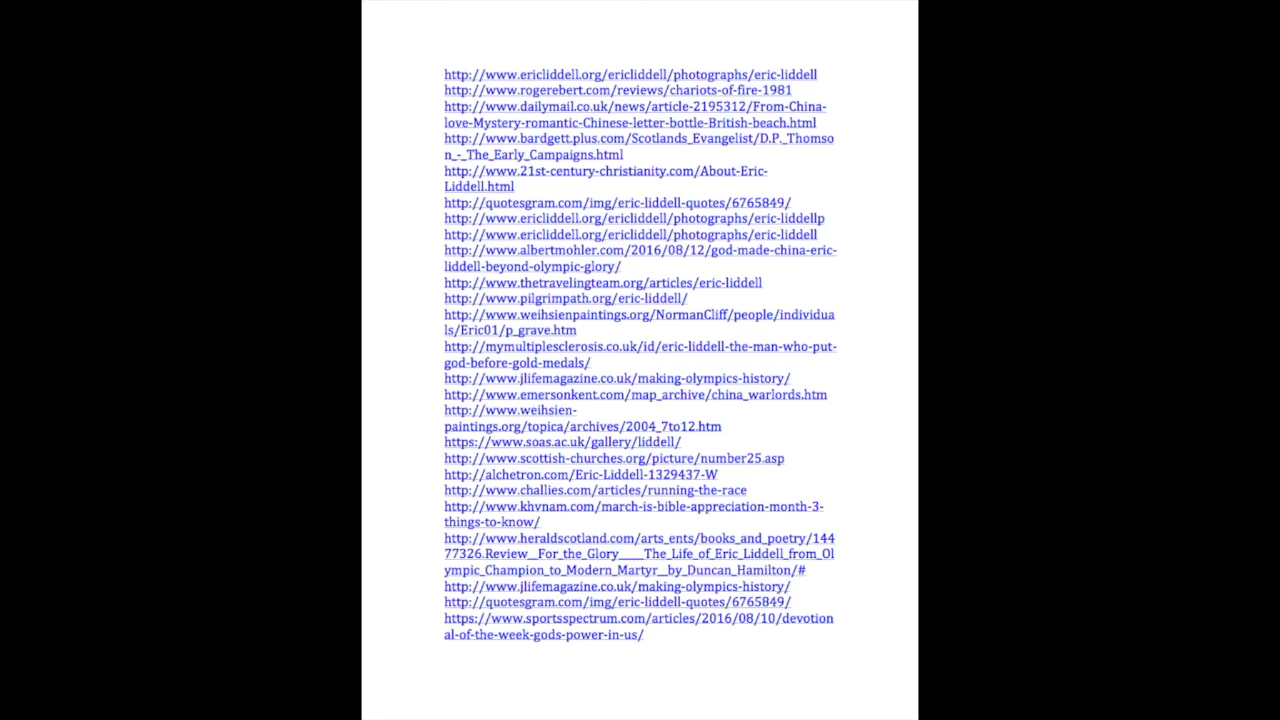 http://www.ericliddell.org/ericliddell/photographs/eric-liddell
http://www.rogerebert.com/reviews/chariots-of-fire-1981
http://www.dailymail.co.uk/news/article-2195312/From-China-
love-Mystery-romantic-Chinese-letter-bottle-British-beach.html
http://www.bardgett.plus.com/Scotlands_Evangelist/D.P._Thomso
n_-_The_Early_Campaigns.html
http://www.21st-century-christianity.com/About-Eric-
Liddell.html
http://quotesgram.com/img/eric-liddell-quotes/6765849/
http://www.ericliddell.org/ericliddell/photographs/eric-liddellp
http://www.ericliddell.org/ericliddell/photographs/eric-liddell
http://www.albertmohler.com/2016/08/12/god-made-china-eric-
liddell-beyond-olympic-glory/
http://www.thetravelingteam.org/articles/eric-liddell
http://www.pilgrimpath.org/eric-liddell/
http://www.weihsienpaintings.org/NormanCliff/people/individua
ls/Eric01/p_grave.htm
http://mymultiplesclerosis.co.uk/id/eric-liddell-the-man-who-put-
god-before-gold-medals/
http://www.jlifemagazine.co.uk/making-olympics-history/
http://www.emersonkent.com/map_archive/china_warlords.htm
http://www.weihsien-
paintings.org/topica/archives/2004_7to12.htm
https://www.soas.ac.uk/gallery/liddell/
http://www.scottish-churches.org/picture/number25.asp
http://alchetron.com/Eric-Liddell-1329437-W
http://www.challies.com/articles/running-the-race
http://www.khvnam.com/march-is-bible-appreciation-month-3-
things-to-know/
http://www.heraldscotland.com/arts_ents/books_and_poetry/144
77326.Review__For_the_Glory_____The_Life_of_Eric_Liddell_from_Ol
ympic_Champion_to_Modern_Martyr__by_Duncan_Hamilton/#
http://www.jlifemagazine.co.uk/making-olympics-history/
http://quotesgram.com/img/eric-liddell-quotes/6765849/
https://www.sportsspectrum.com/articles/2016/08/10/devotion
al-of-the-week-gods-power-in-us/